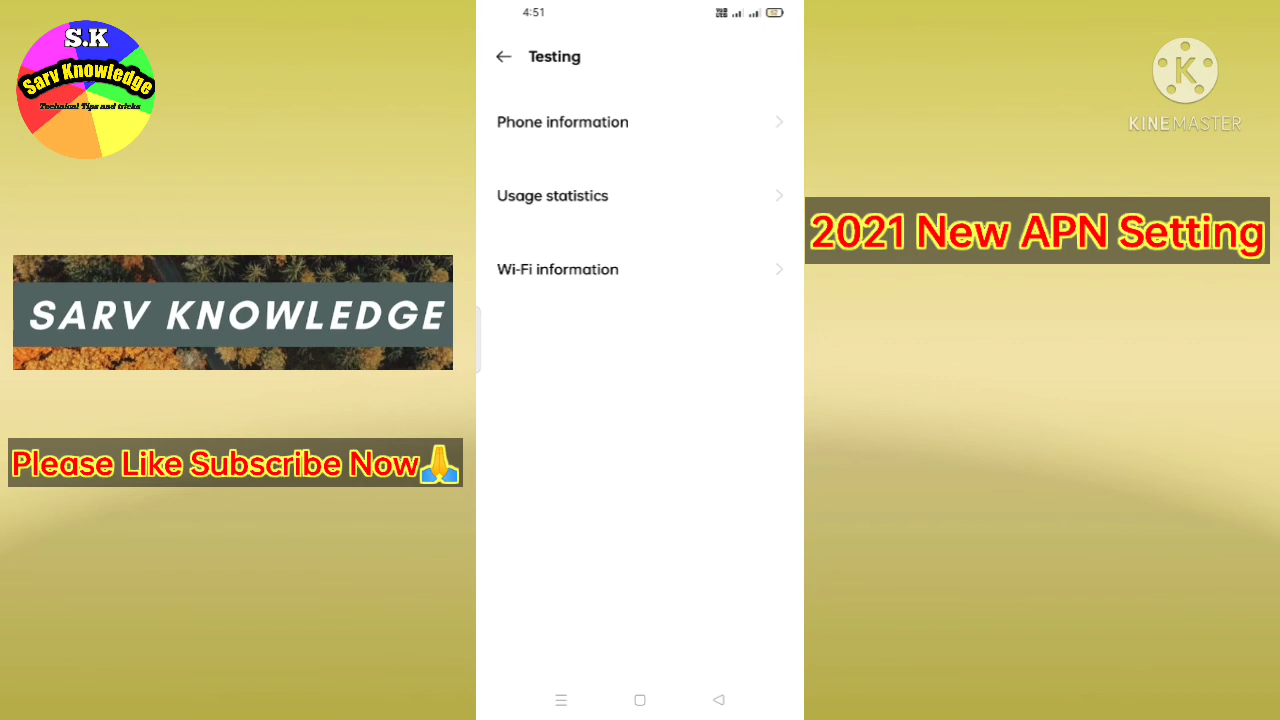 S.K
Sarv Knowledge
Technical Tips and tricks
SARV KNOWLEDGE
Please Like Subscribe Now🙏
4:51
Testing
Phone information
Usage statistics
Wi-Fi information
K
KINEMASTER
2021 New APN Setting